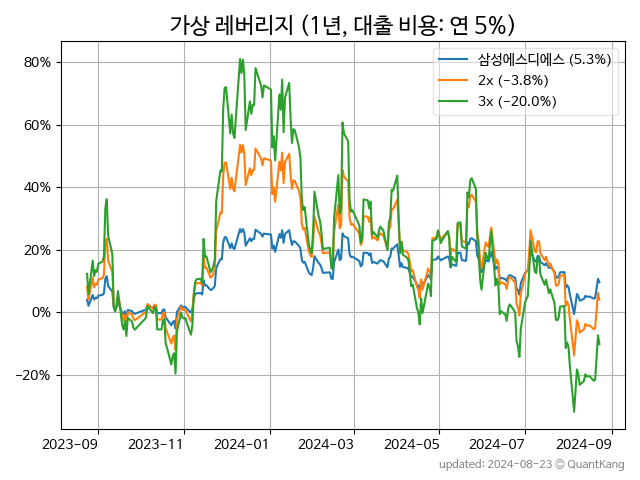 가상 레버리지 (1년, 대출 비용: 연 5%)
삼성에스디에스 (5.3%)
2x (−3.8%)
3x (−20.0%)
80%
60%
40%
20%
0%
−20%
2023-09 2023-11 2024-01 2024-03 2024-05 2024-07 2024-09
updated: 2024-08-23 © QuantKang